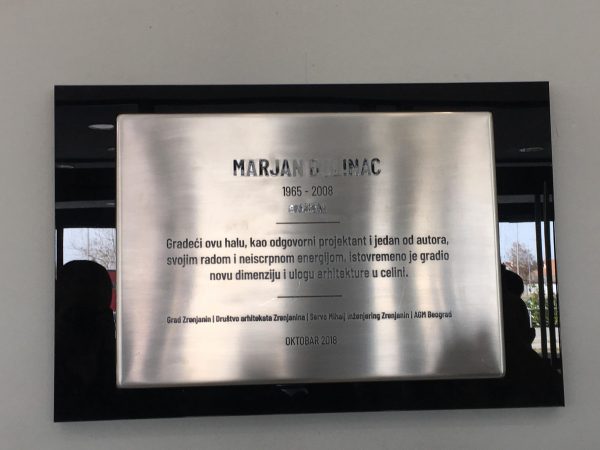 MARJAN
1965 - 2008
Gradeći ovu halu, kao odgovorni projektant i jedan od autora,
svojim radom i neiscrpnom energijom, istovremeno je gradio
novu dimenziju i ulogu arhitekture u celini.
Grad Zrenjanin | Društvo arhitekata Zrenjanina | Servo Mihalj inženjering Zrenjanin | AGM Beograd
OKTOBAR 2018